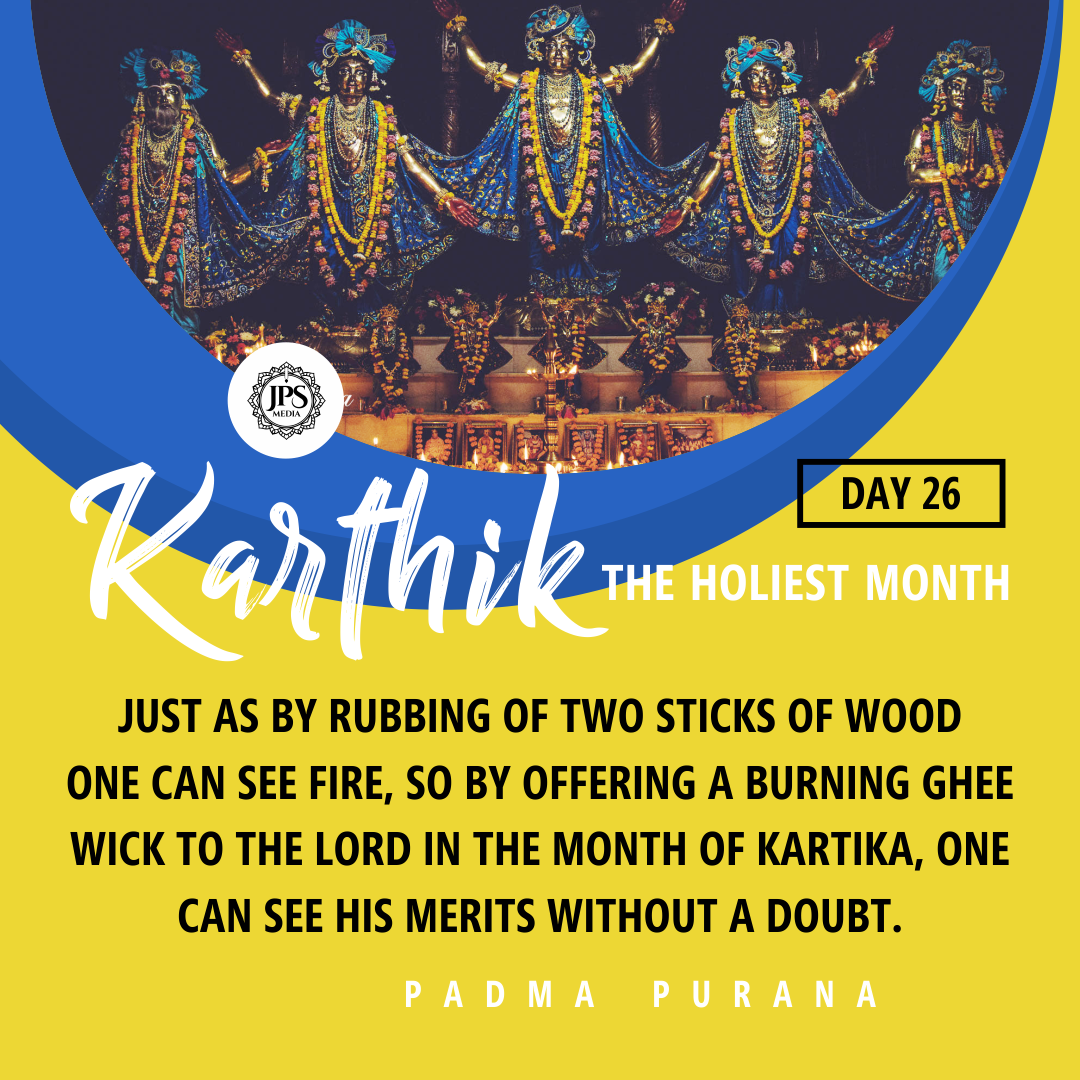 JPS
MEDIA
DAY 26
Karthik
THE HOLIEST MONTH
JUST AS BY RUBBING OF TWO STICKS OF WOOD
ONE CAN SEE FIRE, SO BY OFFERING A BURNING GHEE
WICK TO THE LORD IN THE MONTH OF KARTIKA, ONE
CAN SEE HIS MERITS WITHOUT A DOUBT.
PADMA PURANA